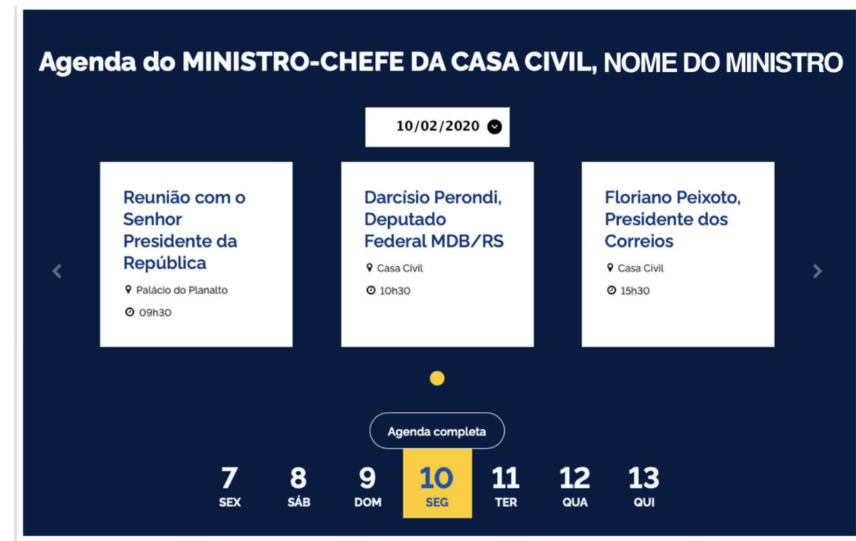 Agenda do MINISTRO-CHEFE DA CASA CIVIL, NOME DO MINISTRO
10/02/2020
Reunião com o
Senhor
Presidente da
República
Palácio do Planalto
09h30
Darcísio Perondi,
Deputado
Federal MDB/RS
Casa Civil
10h30
Floriano Peixoto,
Presidente dos
Correios
Casa Civil
15h30
Agenda completa
7 8 9 10 11 12 13
SEX SÁB DOM SEG TER QUA QUI